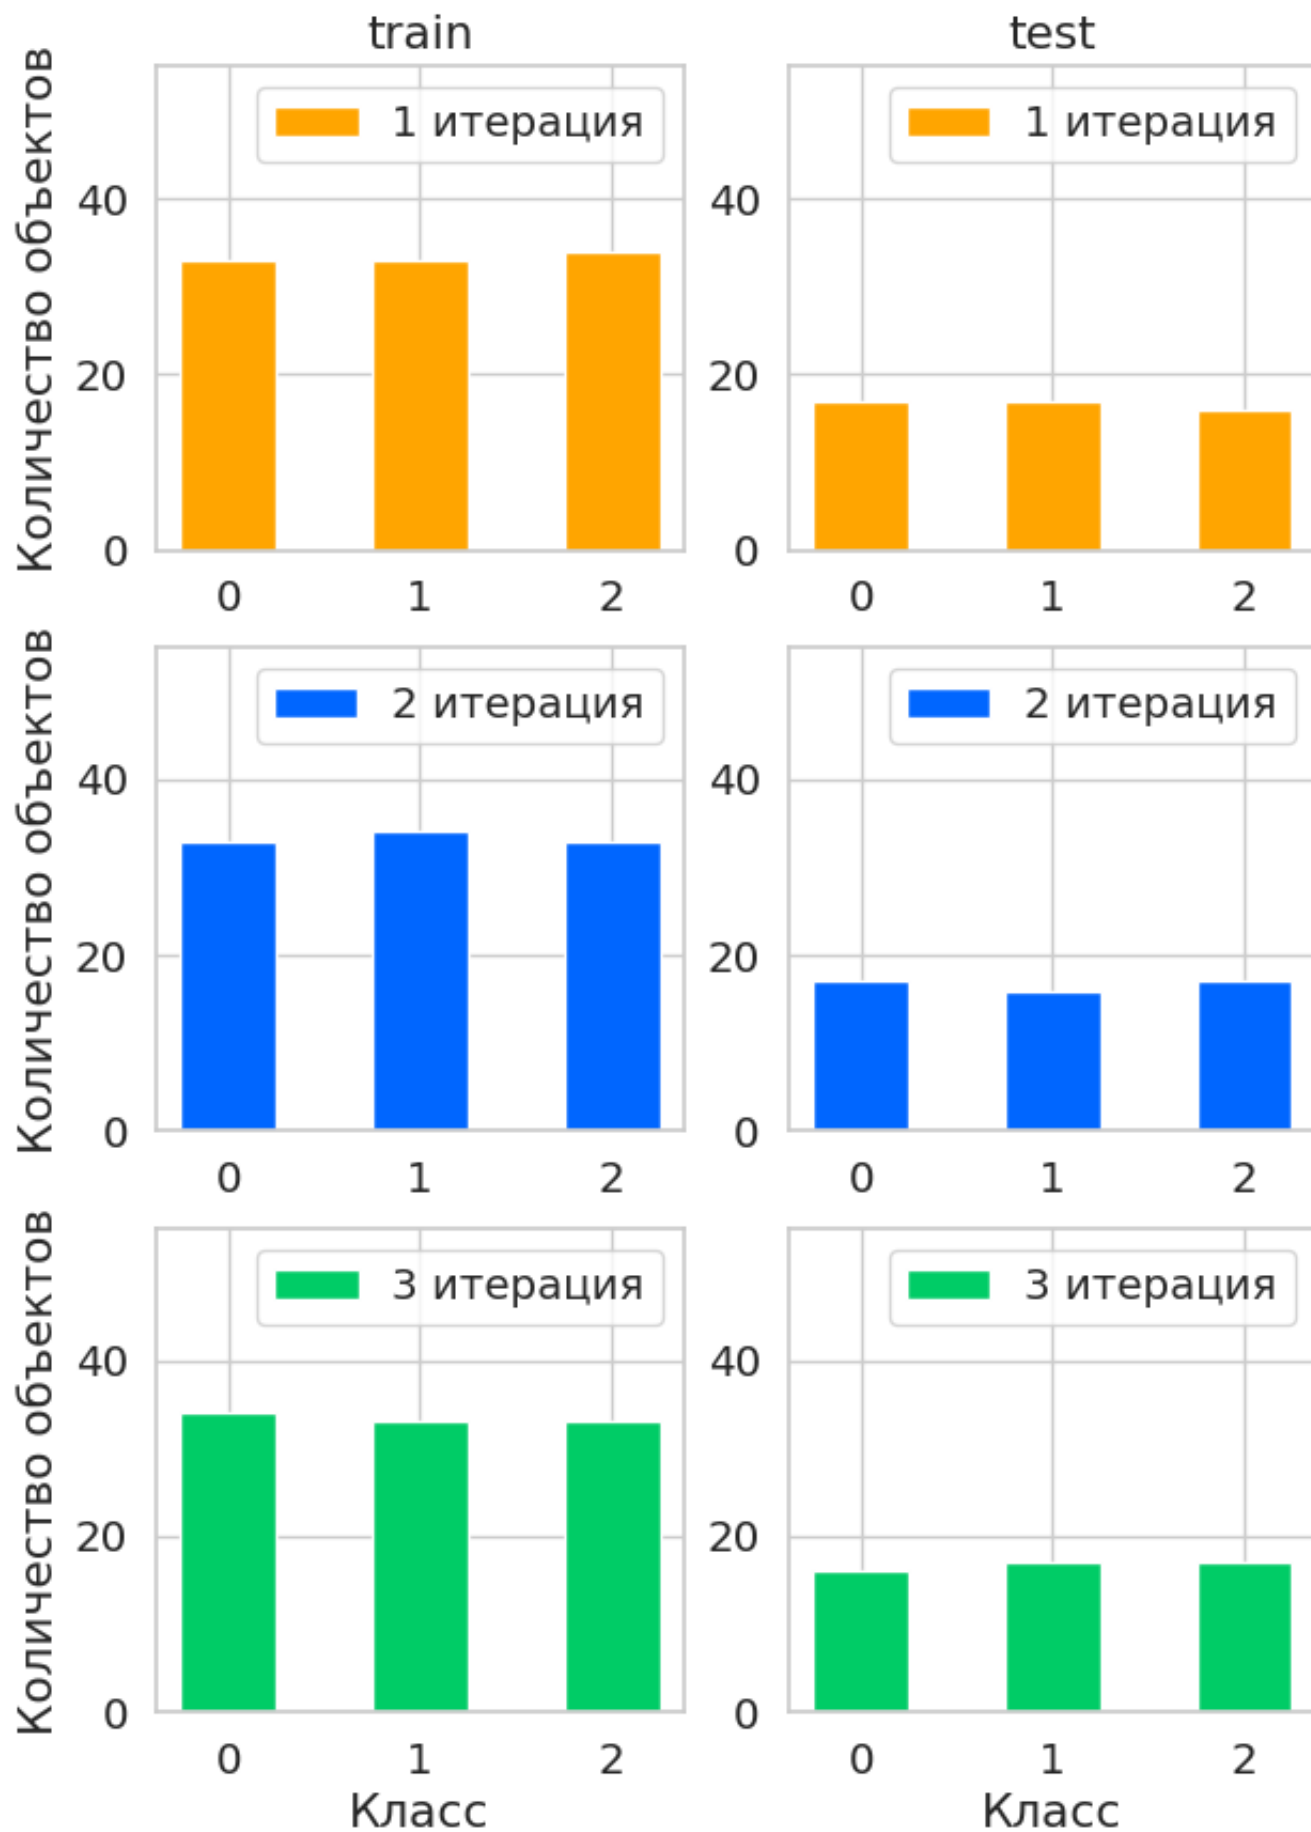 train
test
Количество объектов
40
20
0
1 итерация
0 1 2
40
20
0
1 итерация
0 1 2
Количество объектов
40
20
0
2 итерация
0 1 2
40
20
0
2 итерация
0 1 2
Количество объектов
40
20
0
3 итерация
0 1 2
Класс
40
20
0
3 итерация
0 1 2
Класс